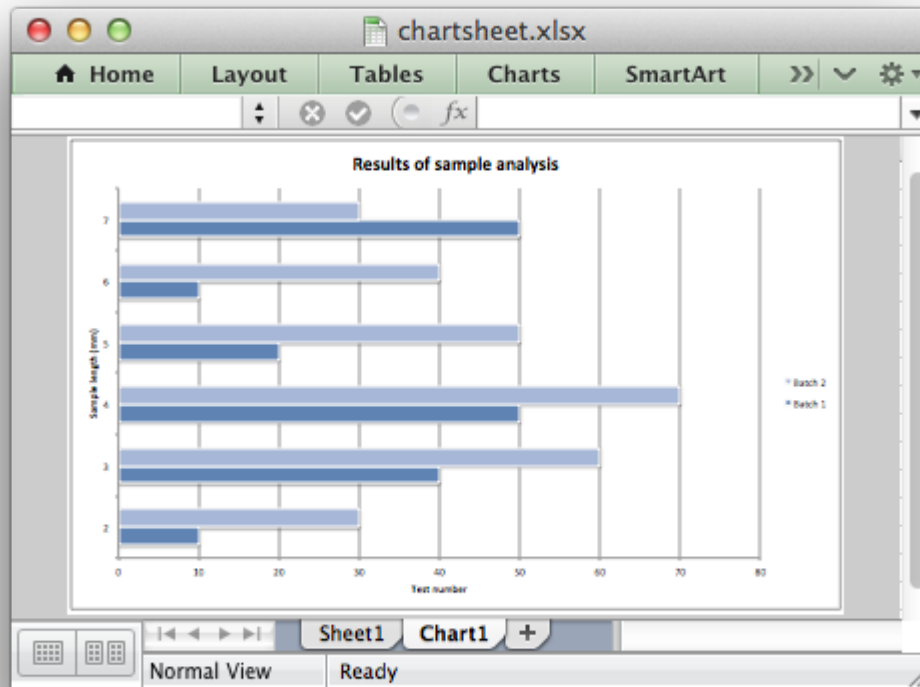 chartsheet.xlsx
Home Layout Tables Charts SmartArt
fx
Results of sample analysis
7
6
5
4
3
2
Sample length (mm)
Batch 2
Batch 1
0 10 20 30 40 50 60 70 80
Test number
Sheet1 Chart1 +
Normal View Ready